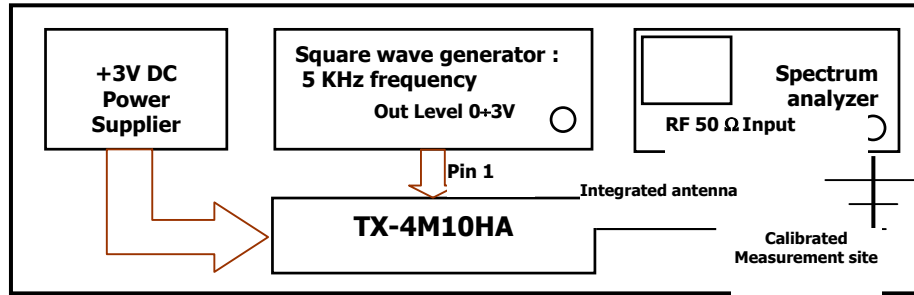 +3V DC
Power
Supplier
Square wave generator :
5 KHz frequency
Out Level 0÷3V
Spectrum
analyzer
RF 50 Ω Input
Pin 1
Integrated antenna
TX-4M10HA
Calibrated
Measurement site